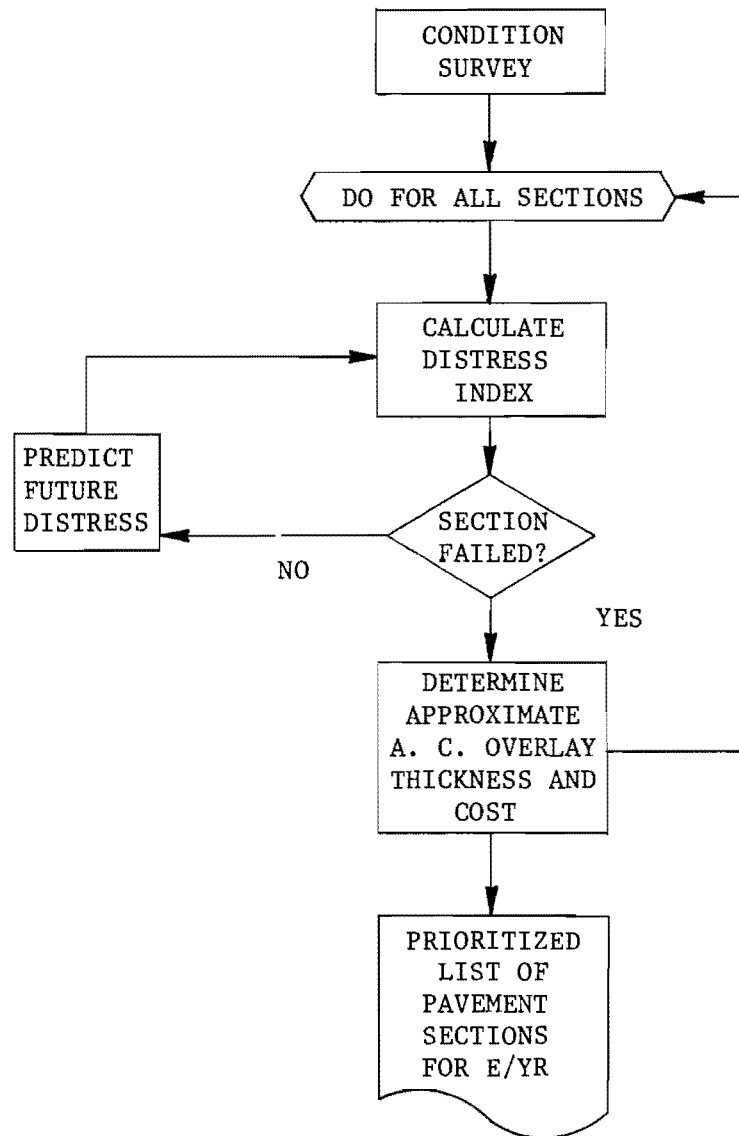 CONDITION
SURVEY
DO FOR ALL SECTIONS
CALCULATE
DISTRESS
INDEX
PREDICT
FUTURE
DISTRESS
SECTION
FAILED?
NO
YES
DETERMINE
APPROXIMATE
A. C. OVERLAY
THICKNESS AND
COST
PRIORITIZED
LIST OF
PAVEMENT
SECTIONS
FOR E/YR